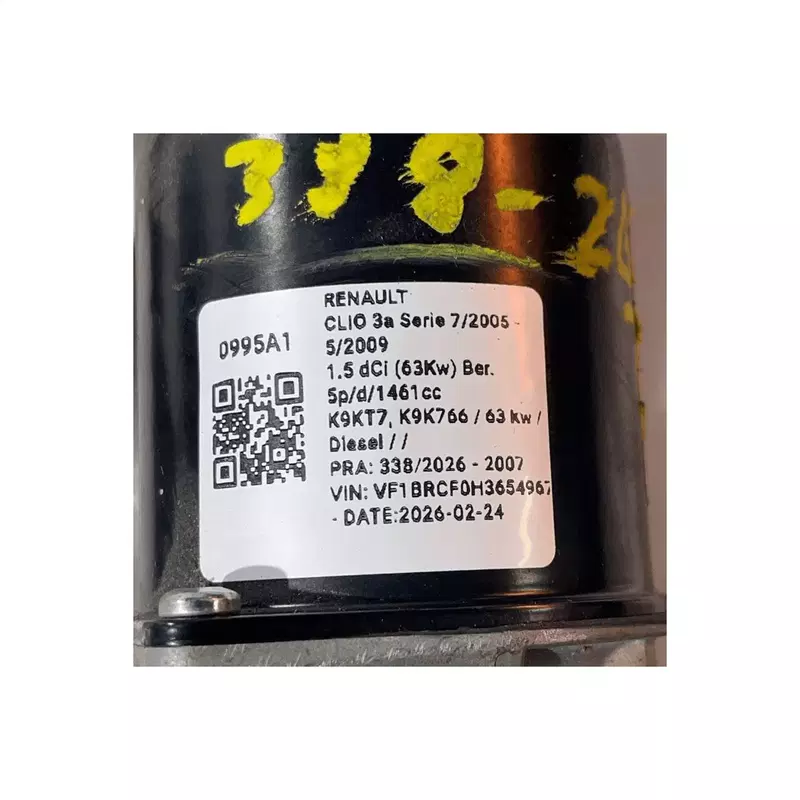 338-26
RENAULT
CLIO 3a Serie 7/2005 -
5/2009
0995A1
1.5 dCi (63Kw) Ber.
5p/d/1461cc
K9KT7, K9K766 / 63 kw /
Diesel / /
PRA: 338/2026 - 2007
VIN: VF1BRCF0H3654967
- DATE:2026-02-24